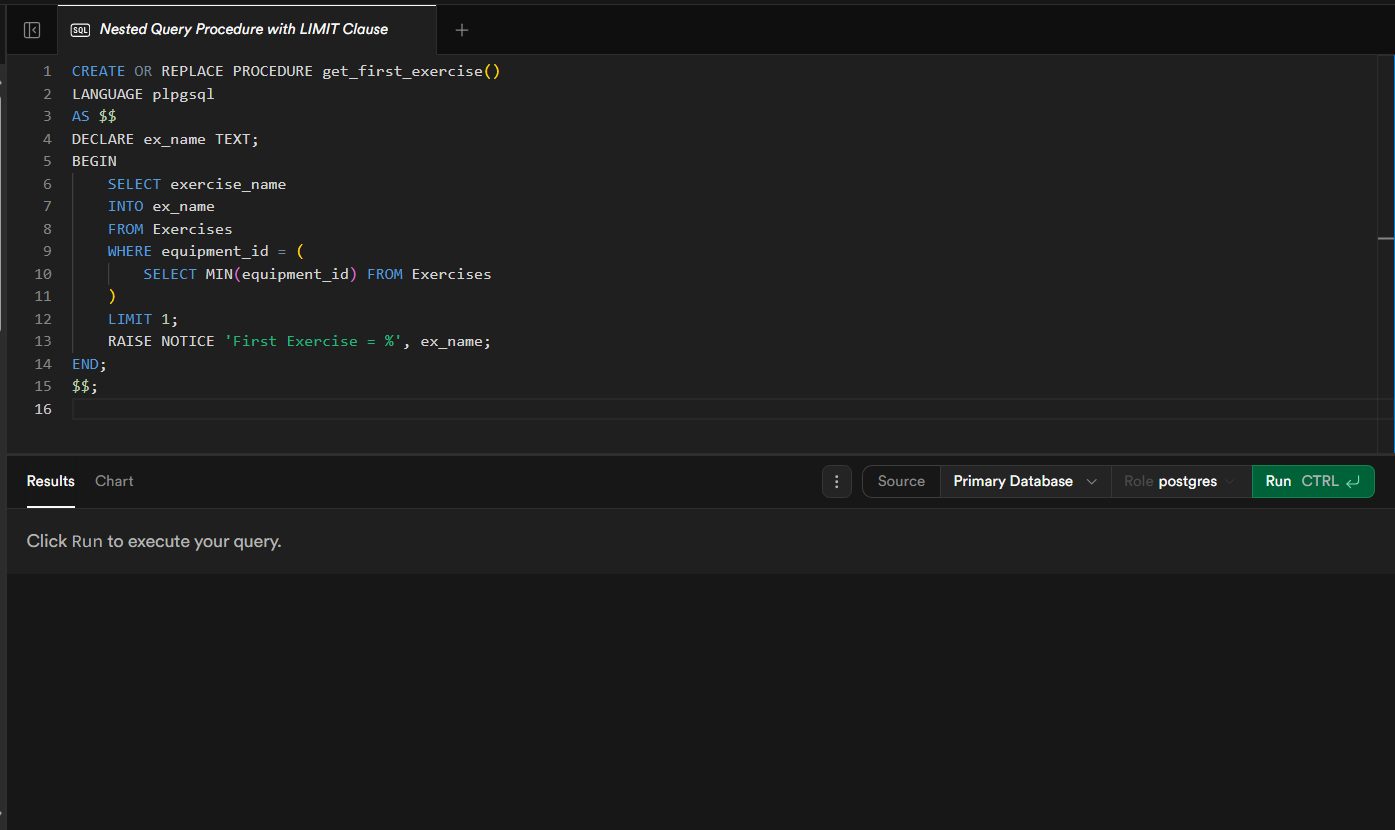 SQL Nested Query Procedure with LIMIT Clause +
1 CREATE OR REPLACE PROCEDURE get_first_exercise()
2 LANGUAGE plpgsql
3 AS $$
4 DECLARE ex_name TEXT;
5 BEGIN
6     SELECT exercise_name
7     INTO ex_name
8     FROM Exercises
9     WHERE equipment_id = (
10         SELECT MIN(equipment_id) FROM Exercises
11     )
12     LIMIT 1;
13     RAISE NOTICE 'First Exercise = %', ex_name;
14 END;
15 $$;
16
Results Chart Source Primary Database Role postgres Run CTRL
Click Run to execute your query.